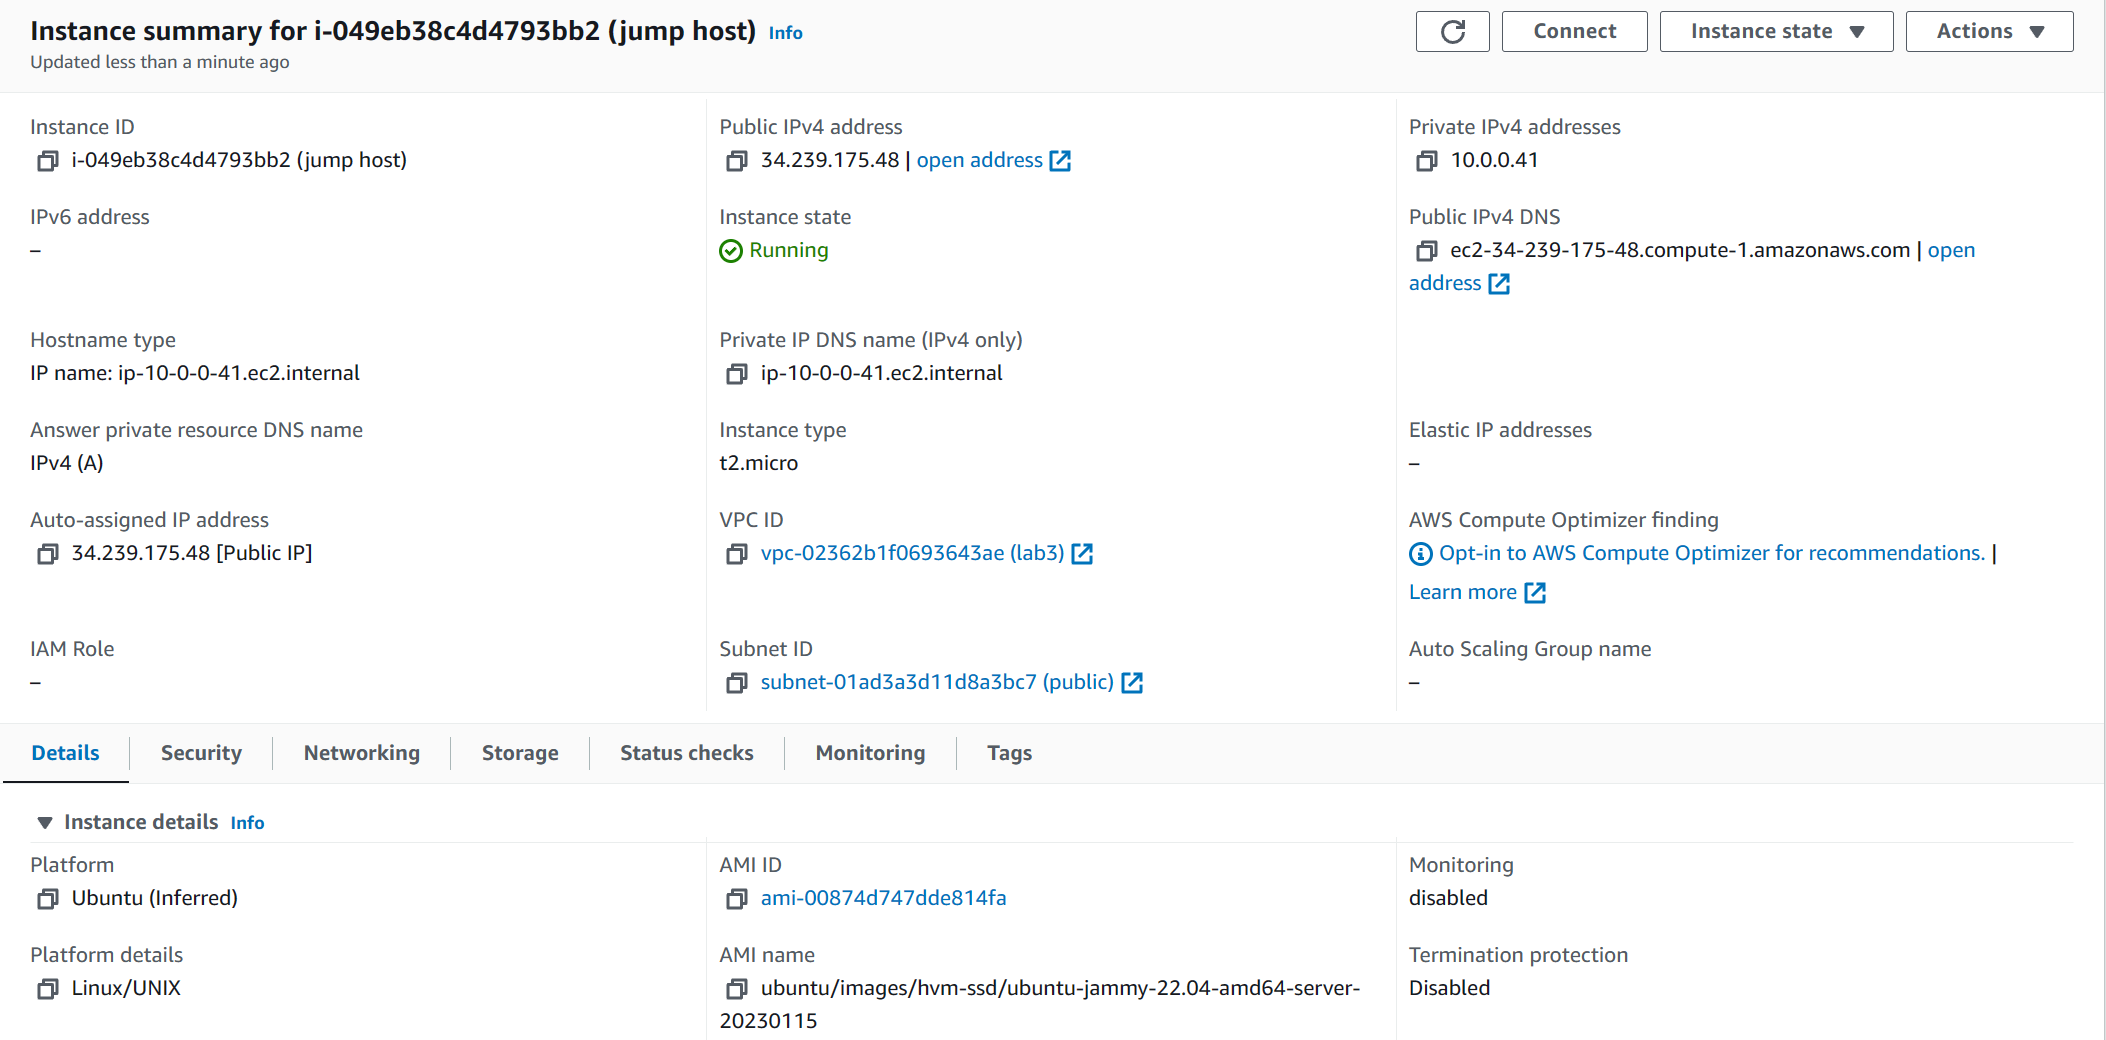 Instance summary for i-049eb38c4d4793bb2 (jump host) Info
Updated less than a minute ago
Connect
Instance state
Actions
Instance ID
i-049eb38c4d4793bb2 (jump host)
Public IPv4 address
34.239.175.48 | open address
Private IPv4 addresses
10.0.0.41
IPv6 address
–
Instance state
Running
Public IPv4 DNS
ec2-34-239-175-48.compute-1.amazonaws.com | open
address
Hostname type
IP name: ip-10-0-0-41.ec2.internal
Private IP DNS name (IPv4 only)
ip-10-0-0-41.ec2.internal
Answer private resource DNS name
IPv4 (A)
Instance type
t2.micro
Elastic IP addresses
–
Auto-assigned IP address
34.239.175.48 [Public IP]
VPC ID
vpc-02362b1f0693643ae (lab3)
AWS Compute Optimizer finding
Opt-in to AWS Compute Optimizer for recommendations. |
Learn more
IAM Role
–
Subnet ID
subnet-01ad3a3d11d8a3bc7 (public)
Auto Scaling Group name
–
Details
Security
Networking
Storage
Status checks
Monitoring
Tags
Instance details Info
Platform
Ubuntu (Inferred)
AMI ID
ami-00874d747dde814fa
Monitoring
disabled
Platform details
Linux/UNIX
AMI name
ubuntu/images/hvm-ssd/ubuntu-jammy-22.04-amd64-server-
20230115
Termination protection
Disabled